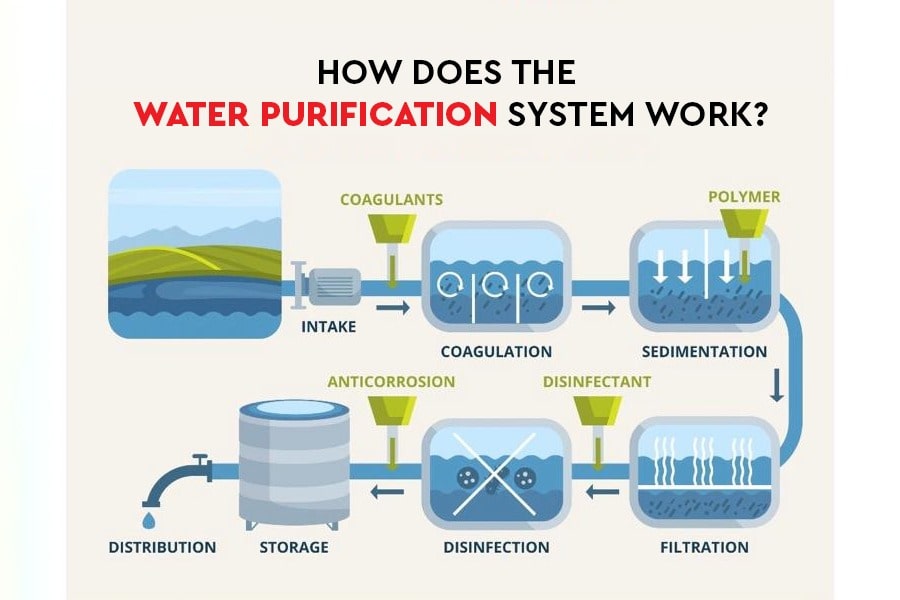 HOW DOES THE
WATER PURIFICATION SYSTEM WORK?
COAGULANTS
POLYMER
INTAKE
COAGULATION
SEDIMENTATION
ANTICORROSION
DISINFECTANT
DISTRIBUTION
STORAGE
DISINFECTION
FILTRATION